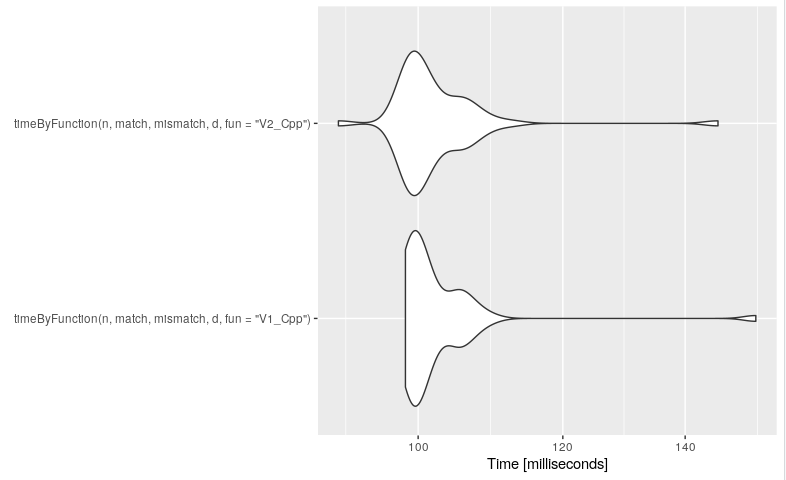 timeByFunction(n, match, mismatch, d, fun = "V2_Cpp")
timeByFunction(n, match, mismatch, d, fun = "V1_Cpp")
100 120 140
Time [milliseconds]